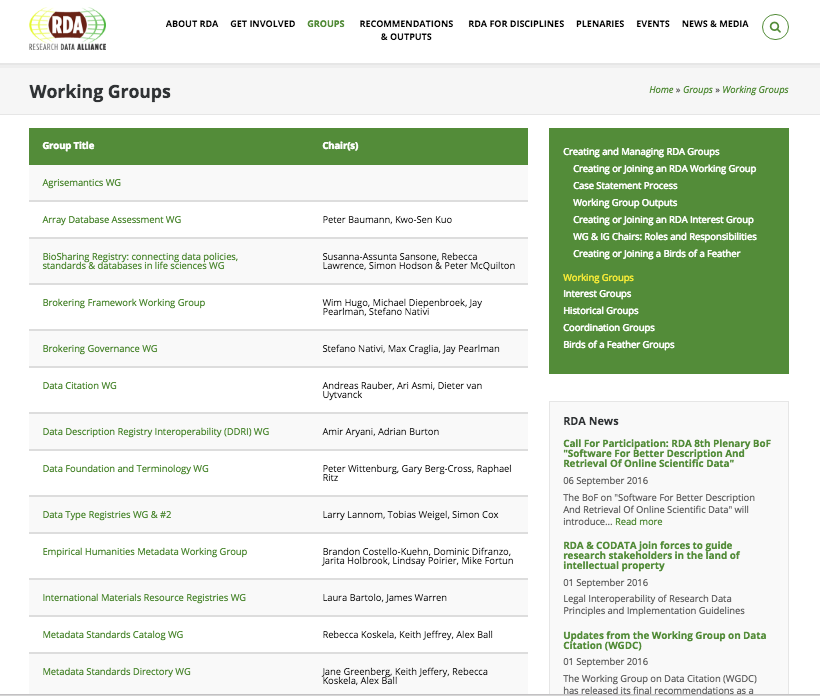 RDA
RESEARCH DATA ALLIANCE
ABOUT RDA GET INVOLVED GROUPS RECOMMENDATIONS & OUTPUTS RDA FOR DISCIPLINES PLENARIES EVENTS NEWS & MEDIA
Working Groups
Home » Groups » Working Groups
Group Title Chair(s)
Agrisemantics WG
Array Database Assessment WG Peter Baumann, Kwo-Sen Kuo
BioSharing Registry: connecting data policies,
standards & databases in life sciences WG
Susanna-Assunta Sansone, Rebecca
Lawrence, Simon Hodson & Peter McQuilton
Brokering Framework Working Group
Wim Hugo, Michael Diepenbroek, Jay
Pearlman, Stefano Nativi
Brokering Governance WG Stefano Nativi, Max Craglia, Jay Pearlman
Data Citation WG
Andreas Rauber, Ari Asmi, Dieter van
Uytvanck
Data Description Registry Interoperability (DDRI) WG Amir Aryani, Adrian Burton
Data Foundation and Terminology WG
Peter Wittenburg, Gary Berg-Cross, Raphael
Ritz
Data Type Registries WG & #2 Larry Lannom, Tobias Weigel, Simon Cox
Empirical Humanities Metadata Working Group
Brandon Costello-Kuehn, Dominic Difranzo,
Jarita Holbrook, Lindsay Poirier, Mike Fortun
International Materials Resource Registries WG Laura Bartolo, James Warren
Metadata Standards Catalog WG Rebecca Koskela, Keith Jeffrey, Alex Ball
Metadata Standards Directory WG
Jane Greenberg, Keith Jeffery, Rebecca
Koskela, Alex Ball
Creating and Managing RDA Groups
Creating or Joining an RDA Working Group
Case Statement Process
Working Group Outputs
Creating or Joining an RDA Interest Group
WG & IG Chairs: Roles and Responsibilities
Creating or Joining a Birds of a Feather
Working Groups
Interest Groups
Historical Groups
Coordination Groups
Birds of a Feather Groups
RDA News
Call For Participation: RDA 8th Plenary BoF
"Software For Better Description And
Retrieval Of Online Scientific Data"
06 September 2016
The BoF on "Software For Better Description
And Retrieval Of Online Scientific Data" will
introduce... Read more
RDA & CODATA join forces to guide
research stakeholders in the land of
intellectual property
01 September 2016
Legal Interoperability of Research Data
Principles and Implementation Guidelines
Updates from the Working Group on Data
Citation (WGDC)
01 September 2016
The Working Group on Data Citation (WGDC)
has released its final recommendations as a